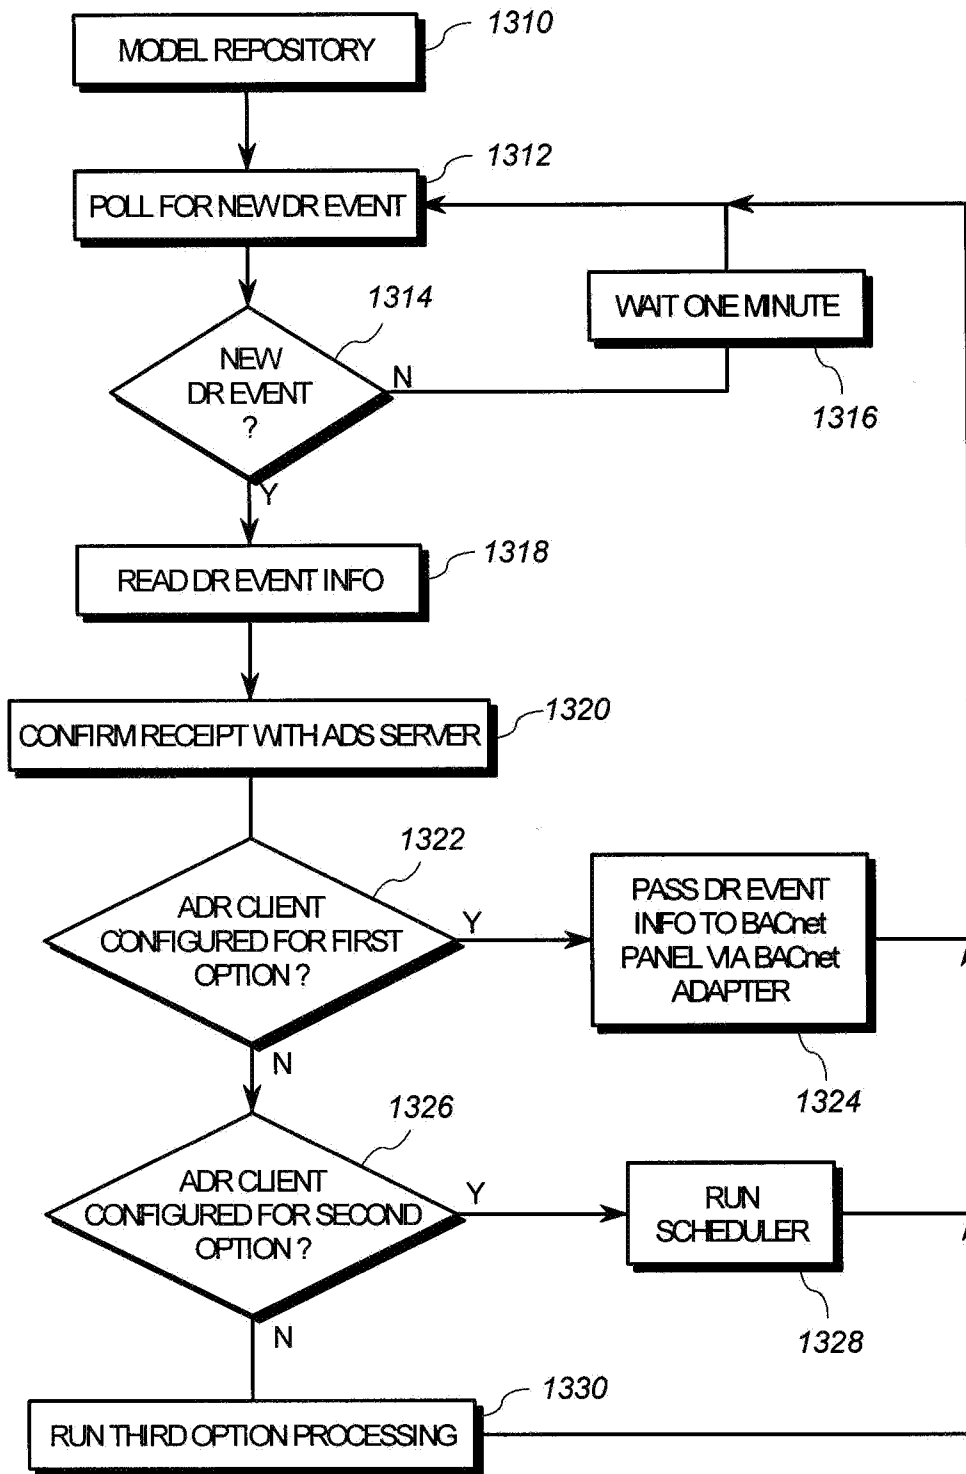 1310
MODEL REPOSITORY
1312
POLL FOR NEW DR EVENT
1314
WAIT ONE MINUTE
NEW
DR EVENT
?
N
1316
Y
1318
READ DR EVENT INFO
1320
CONFIRM RECEIPT WITH ADS SERVER
1322
ADR CLIENT
CONFIGURED FOR FIRST
OPTION ?
Y
PASS DR EVENT
INFO TO BACnet
PANEL VIA BACnet
ADAPTER
N
1324
1326
ADR CLIENT
CONFIGURED FOR SECOND
OPTION ?
Y
RUN
SCHEDULER
N
1328
1330
RUN THIRD OPTION PROCESSING